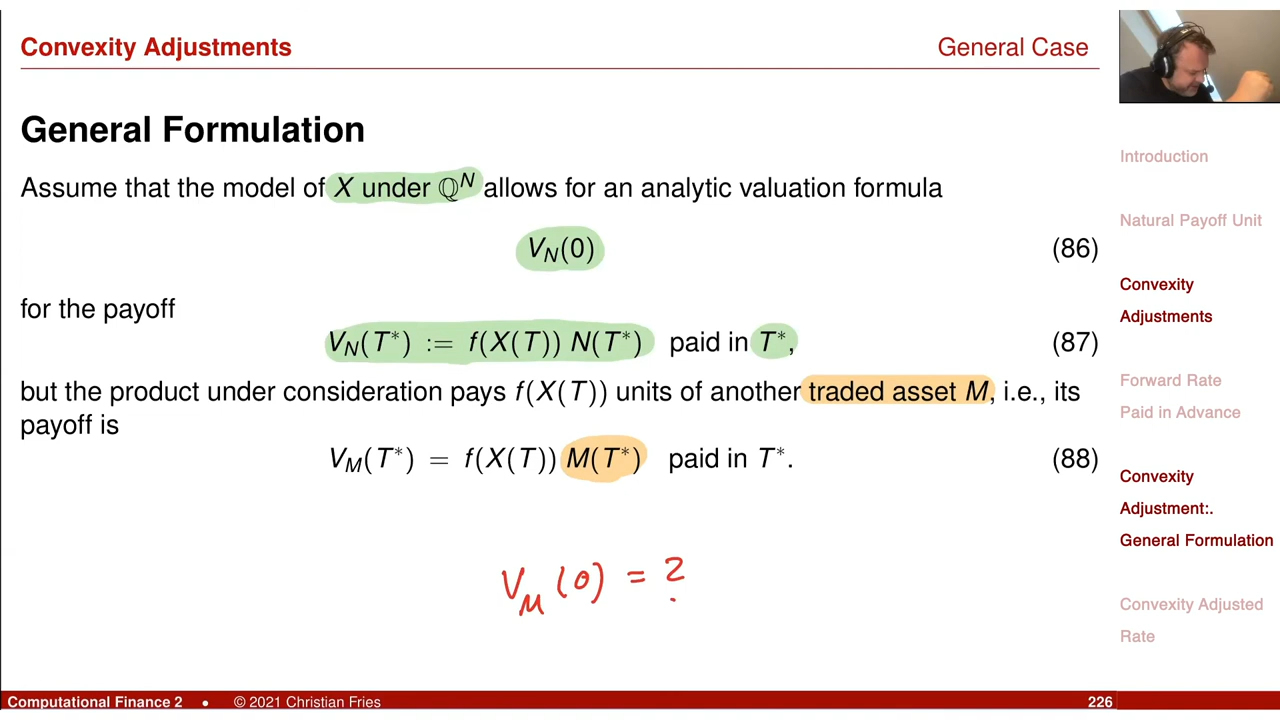 Convexity Adjustments General Case
General Formulation
Assume that the model of X under ℚᴺ allows for an analytic valuation formula
V_N(0) (86)
for the payoff
V_N(T*) := f(X(T)) N(T*) paid in T*, (87)
but the product under consideration pays f(X(T)) units of another traded asset M, i.e., its
payoff is
V_M(T*) = f(X(T)) M(T*) paid in T*. (88)
V_M(0) = ?
Introduction
Natural Payoff Unit
Convexity
Adjustments
Forward Rate
Paid in Advance
Convexity
Adjustment:.
General Formulation
Convexity Adjusted
Rate
Computational Finance 2 • © 2021 Christian Fries 226